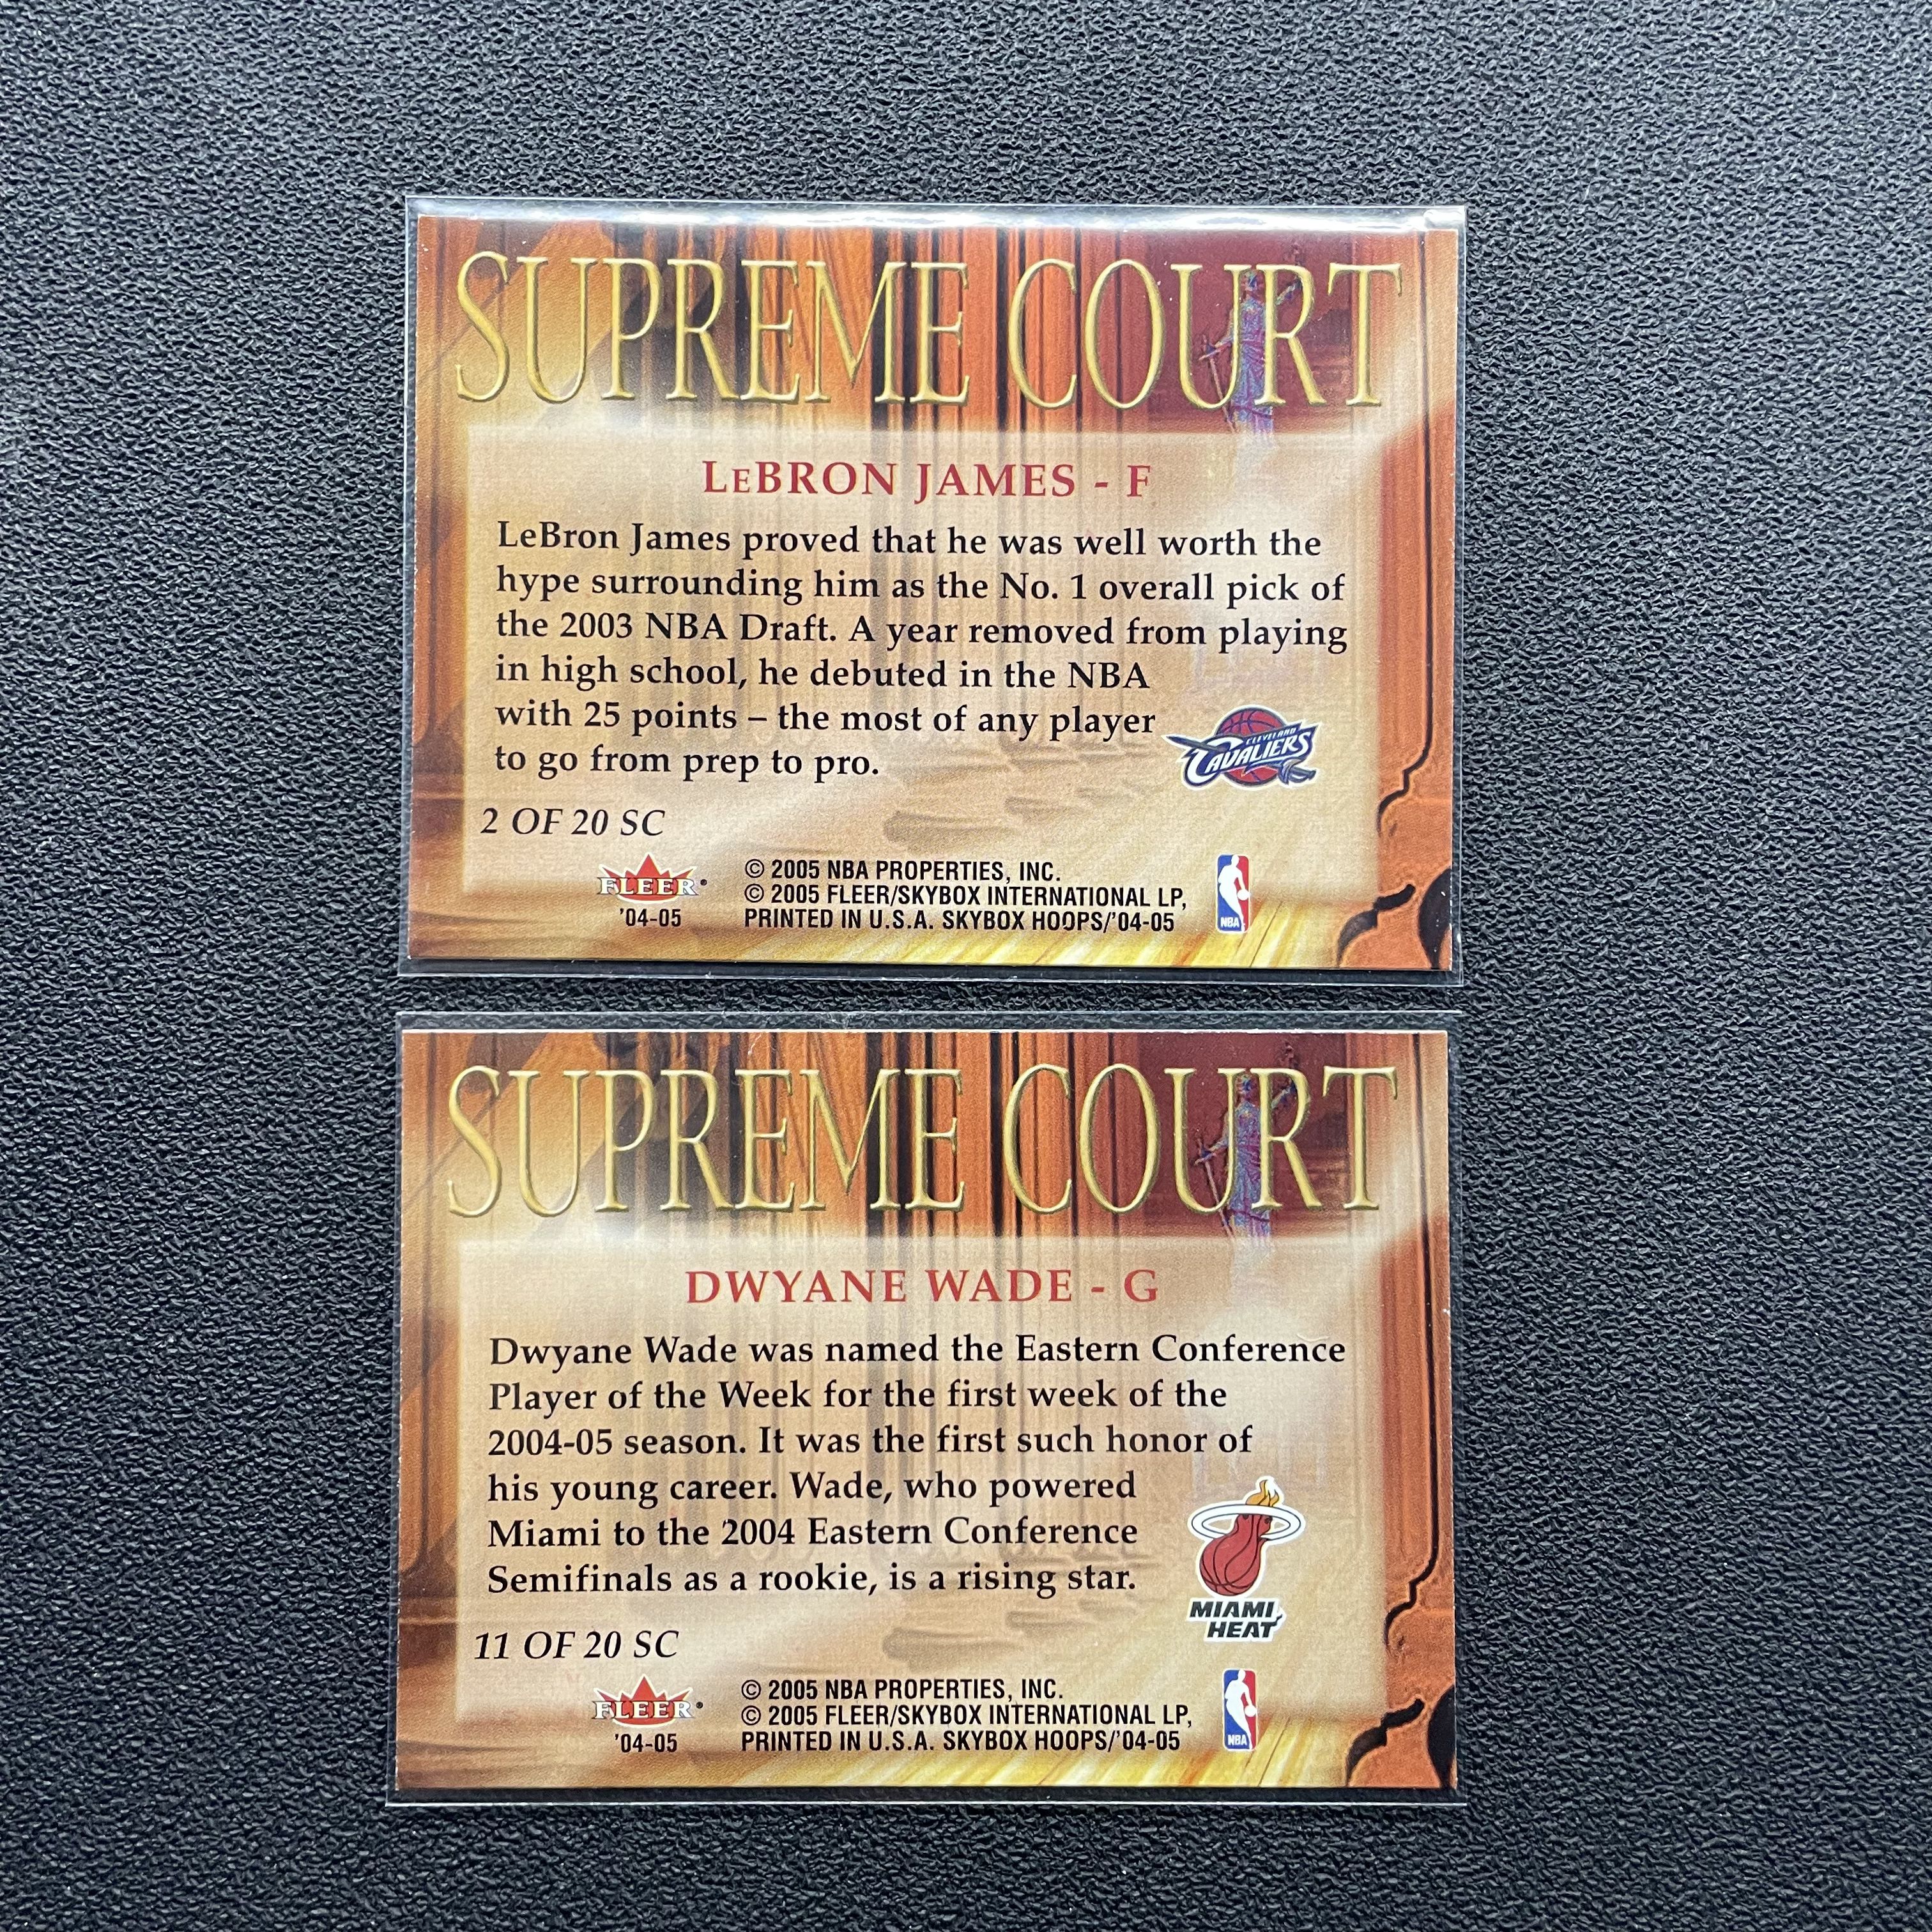 SUPREME COURT
LEBRON JAMES - F
LeBron James proved that he was well worth the
hype surrounding him as the No. 1 overall pick of
the 2003 NBA Draft. A year removed from playing
in high school, he debuted in the NBA
with 25 points – the most of any player
to go from prep to pro.
CLEVELAND
CAVALIERS
2 OF 20 SC
FLEER®
'04-05
© 2005 NBA PROPERTIES, INC.
© 2005 FLEER/SKYBOX INTERNATIONAL LP,
PRINTED IN U.S.A. SKYBOX HOOPS/'04-05
NBA
SUPREME COURT
DWYANE WADE - G
Dwyane Wade was named the Eastern Conference
Player of the Week for the first week of the
2004-05 season. It was the first such honor of
his young career. Wade, who powered
Miami to the 2004 Eastern Conference
Semifinals as a rookie, is a rising star.
MIAMI
HEAT
11 OF 20 SC
FLEER®
'04-05
© 2005 NBA PROPERTIES, INC.
© 2005 FLEER/SKYBOX INTERNATIONAL LP,
PRINTED IN U.S.A. SKYBOX HOOPS/'04-05
NBA